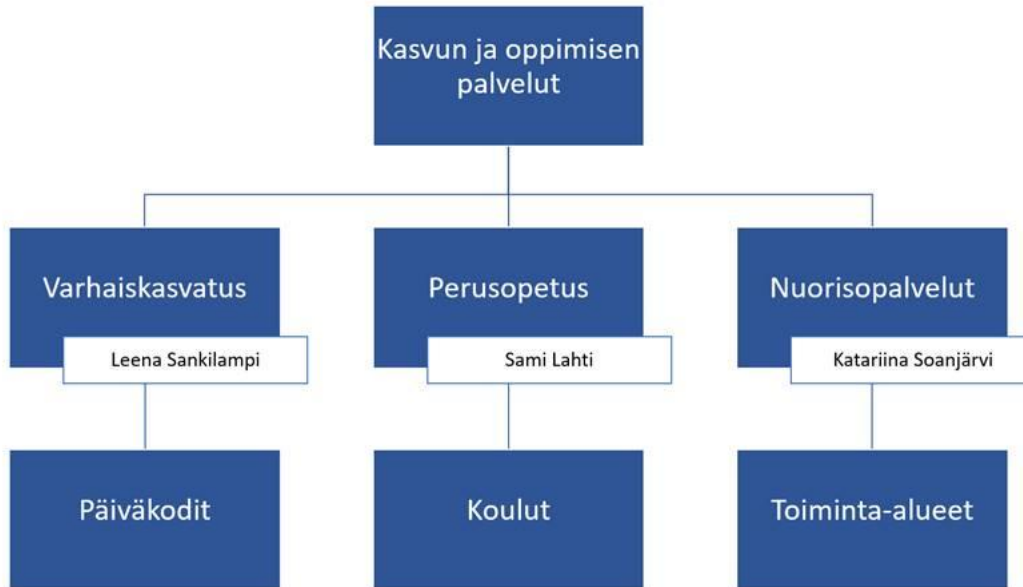 Kasvun ja oppimisen
palvelut
Varhaiskasvatus
Leena Sankilampi
Perusopetus
Sami Lahti
Nuorisopalvelut
Katariina Soanjärvi
Päiväkodit
Koulut
Toiminta-alueet